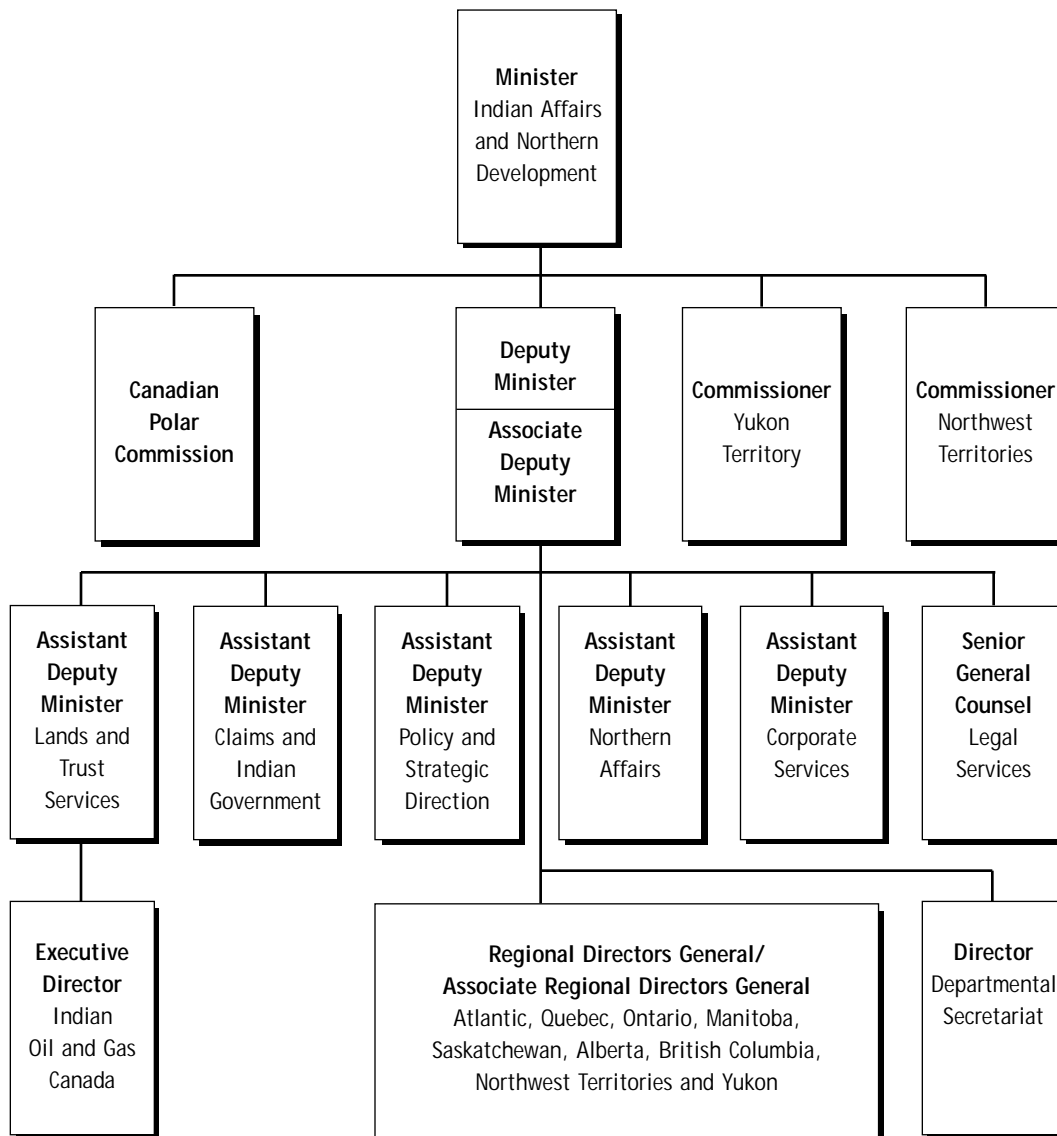 Minister
Indian Affairs
and Northern
Development
Canadian
Polar
Commission
Deputy
Minister
Associate
Deputy
Minister
Commissioner
Yukon
Territory
Commissioner
Northwest
Territories
Assistant
Deputy
Minister
Lands and
Trust
Services
Assistant
Deputy
Minister
Claims and
Indian
Government
Assistant
Deputy
Minister
Policy and
Strategic
Direction
Assistant
Deputy
Minister
Northern
Affairs
Assistant
Deputy
Minister
Corporate
Services
Senior
General
Counsel
Legal
Services
Executive
Director
Indian
Oil and Gas
Canada
Regional Directors General/
Associate Regional Directors General
Atlantic, Quebec, Ontario, Manitoba,
Saskatchewan, Alberta, British Columbia,
Northwest Territories and Yukon
Director
Departmental
Secretariat